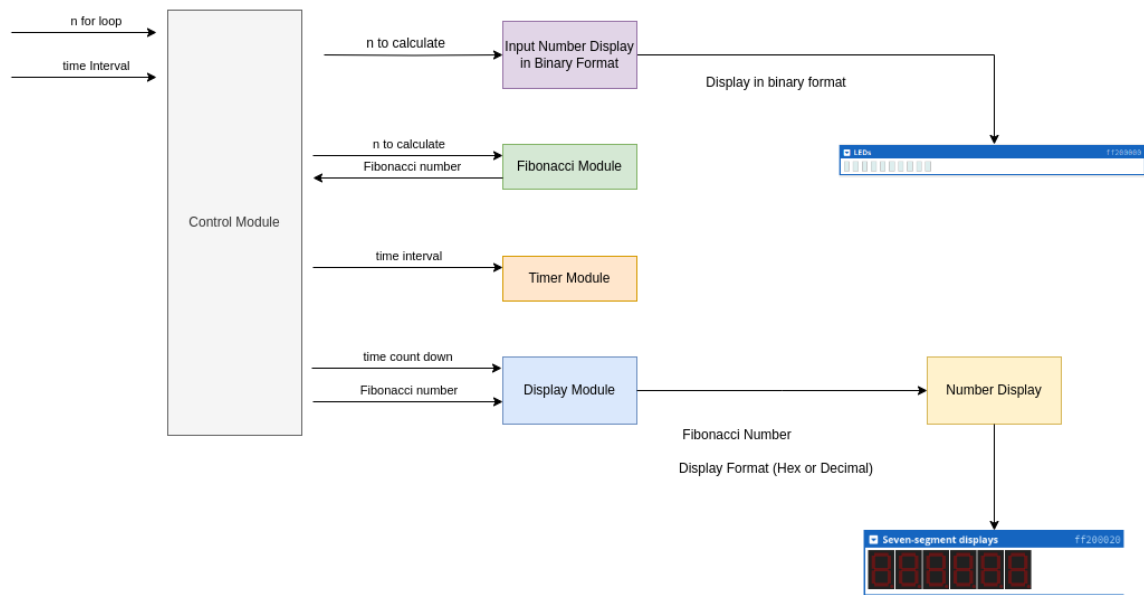 n for loop
time Interval
Control Module
n to calculate
Input Number Display
in Binary Format
Display in binary format
LEDs
ff200000
n to calculate
Fibonacci number
Fibonacci Module
time interval
Timer Module
time count down
Fibonacci number
Display Module
Number Display
Fibonacci Number
Display Format (Hex or Decimal)
Seven-segment displays
ff200020